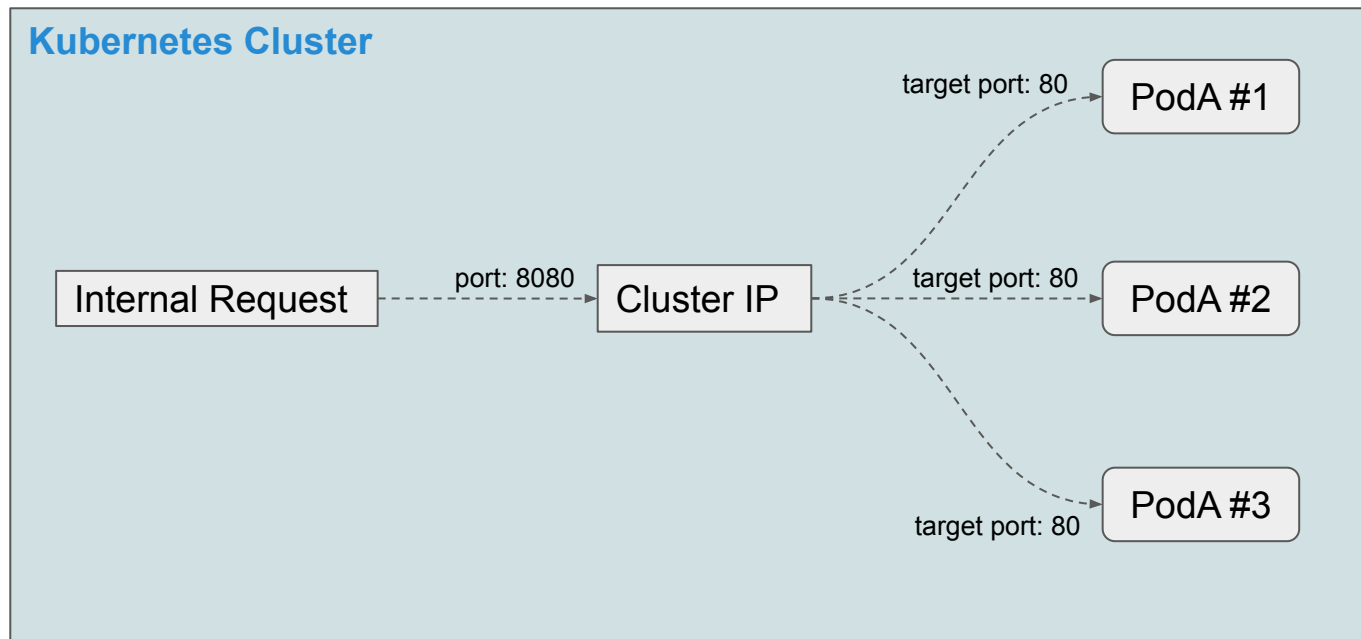 Kubernetes Cluster
target port: 80
PodA #1
Internal Request
port: 8080
Cluster IP
target port: 80
PodA #2
target port: 80
PodA #3